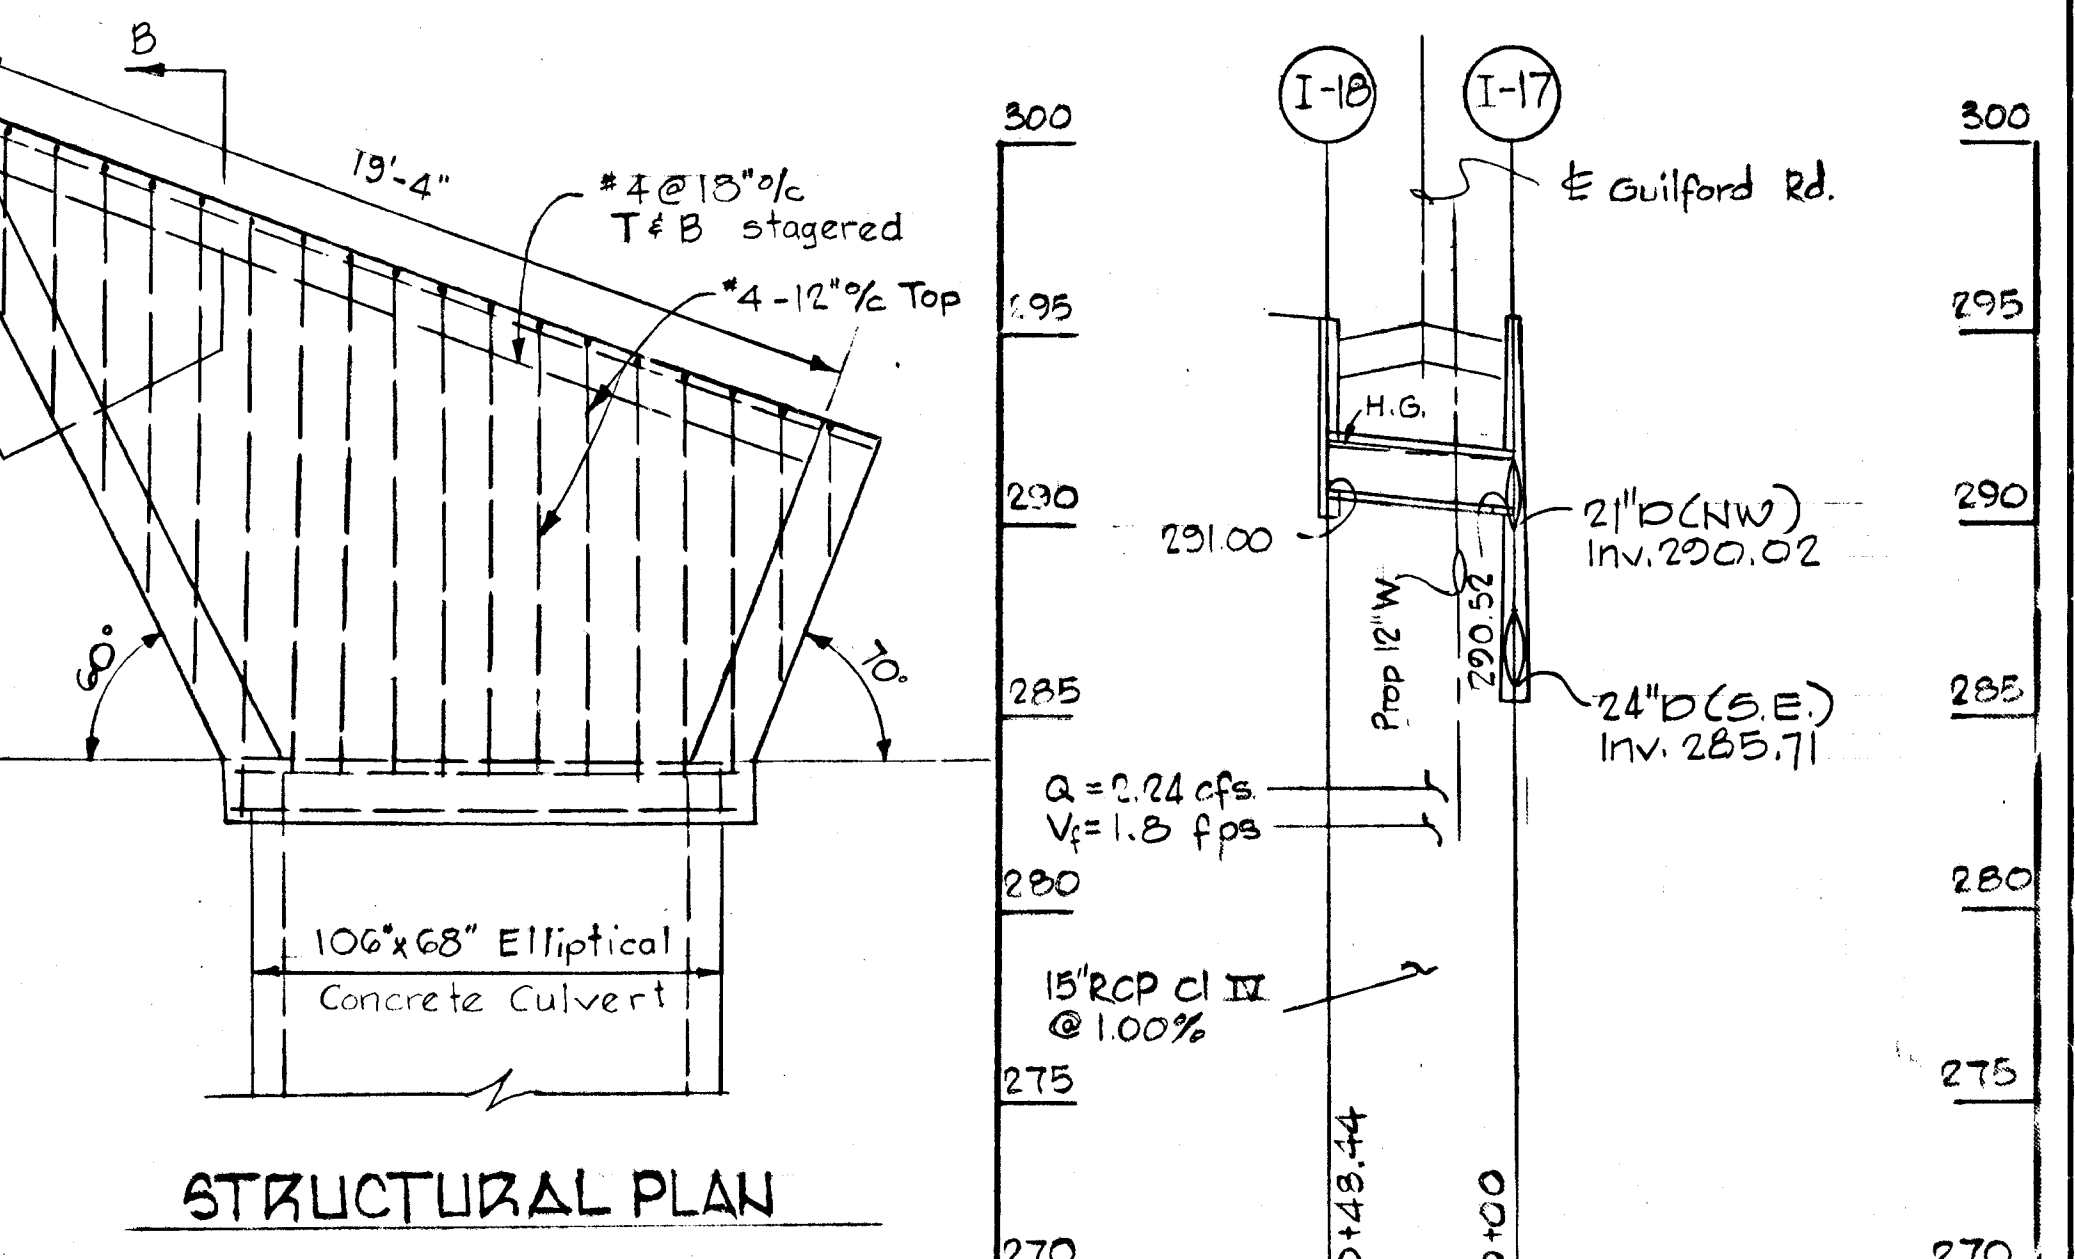 B
19'-4"
#4@18"o/c
T & B stagered
#4-12"o/c Top
60°
70°
106"x68" Elliptical
Concrete Culvert
STRUCTURAL PLAN
300
295
290
285
280
275
270
I-18
I-17
℄ Guilford Rd.
H.G.
291.00
21"D(NW)
Inv.290.02
Prop 12"W
290.52
24"D(S.E.)
Inv. 285.71
Q = 2.24 cfs
Vf= 1.8 fps
15"RCP Cl IV
@ 1.00%
+43.44
+00
300
295
290
285
280
275
270